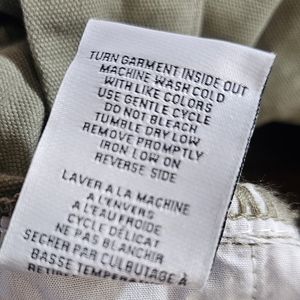 TURN GARMENT INSIDE OUT
MACHINE WASH COLD
WITH LIKE COLORS
USE GENTLE CYCLE
DO NOT BLEACH
TUMBLE DRY LOW
REMOVE PROMPTLY
IRON LOW ON
REVERSE SIDE
LAVER A LA MACHINE
A L'ENVERS
A L'EAU FROIDE
CYCLE DÉLICAT
NE PAS BLANCHIR
SECHER PAR CULBUTAGE À
BASSE TEMPERAT